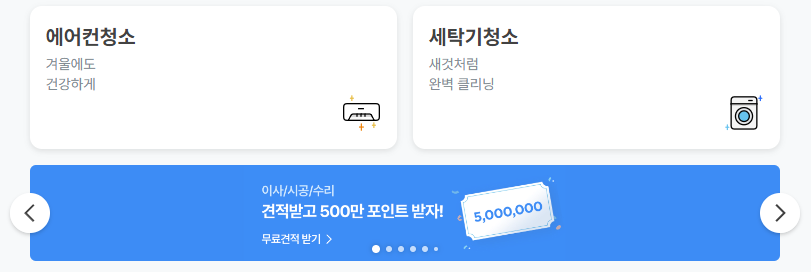 에어컨청소
겨울에도
건강하게
세탁기청소
새것처럼
완벽 클리닝
이사/시공/수리
견적받고 500만 포인트 받자!
무료견적 받기
5,000,000